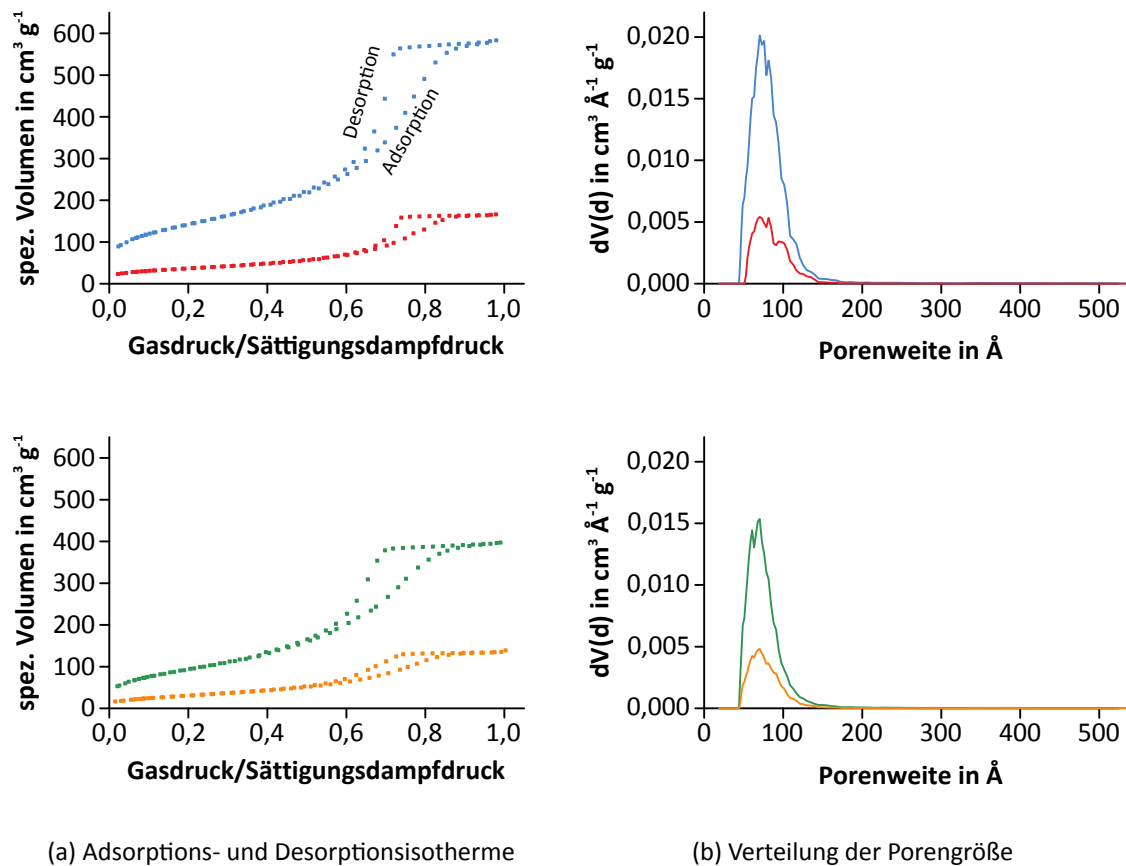 spez. Volumen in cm³ g⁻¹
600
500
400
300
200
100
0
Desorption
Adsorption
0,0 0,2 0,4 0,6 0,8 1,0
Gasdruck/Sättigungsdampfdruck
dV(d) in cm³ Å⁻¹ g⁻¹
0,020
0,015
0,010
0,005
0,000
0 100 200 300 400 500
Porenweite in Å
spez. Volumen in cm³ g⁻¹
600
500
400
300
200
100
0
0,0 0,2 0,4 0,6 0,8 1,0
Gasdruck/Sättigungsdampfdruck
dV(d) in cm³ Å⁻¹ g⁻¹
0,020
0,015
0,010
0,005
0,000
0 100 200 300 400 500
Porenweite in Å
(a) Adsorptions- und Desorptionsisotherme
(b) Verteilung der Porengröße